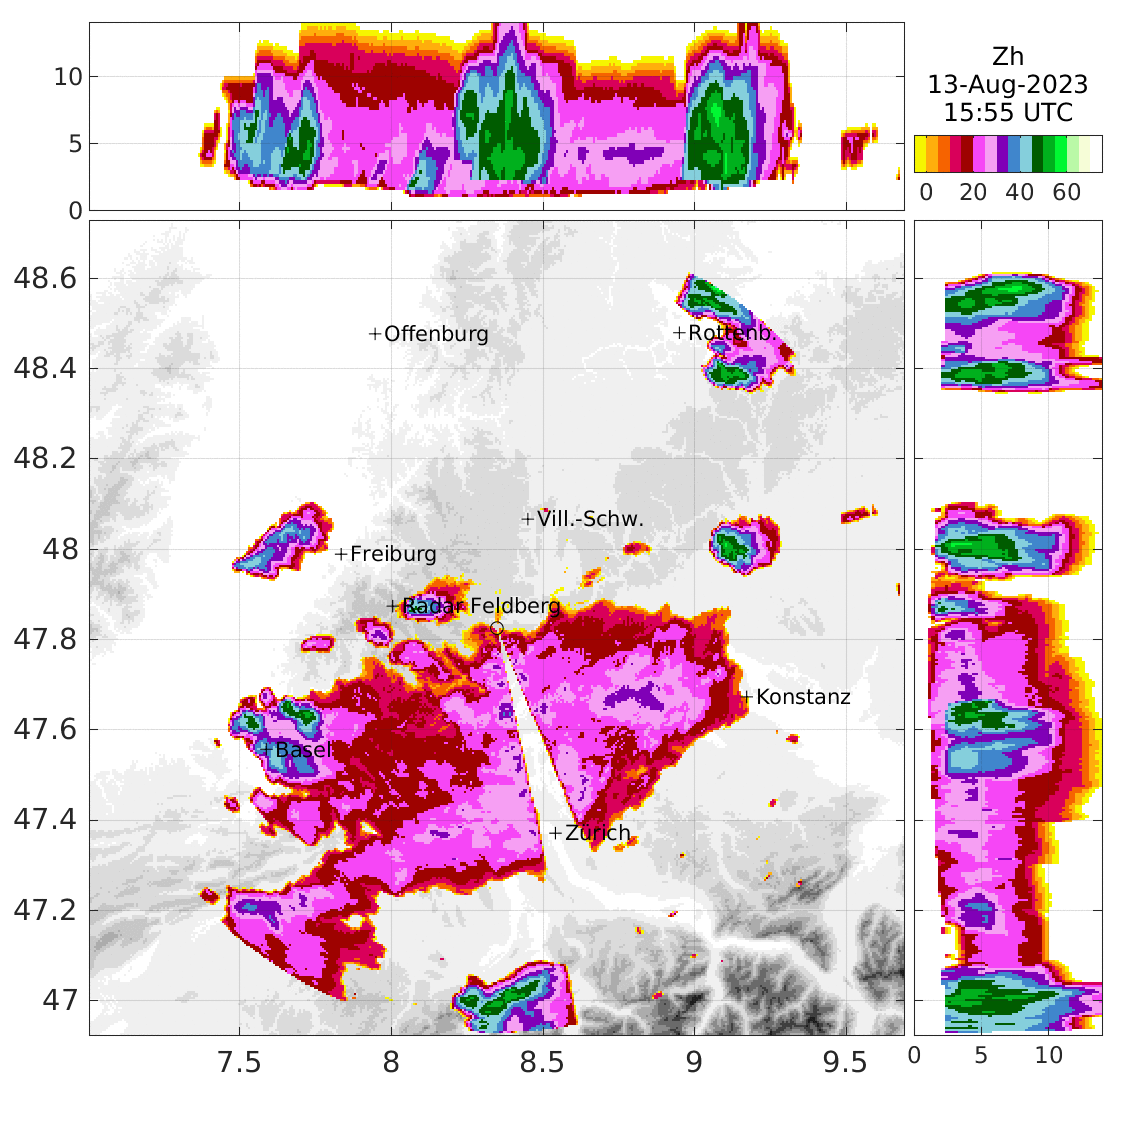 10
5
0
Zh
13-Aug-2023
15:55 UTC
0 20 40 60
48.6
48.4
48.2
48
47.8
47.6
47.4
47.2
47
+Offenburg
+Rottenb.
+Vill.-Schw.
+Freiburg
+Radar Feldberg
+Konstanz
+Basel
+Zürich
7.5 8 8.5 9 9.5
0 5 10